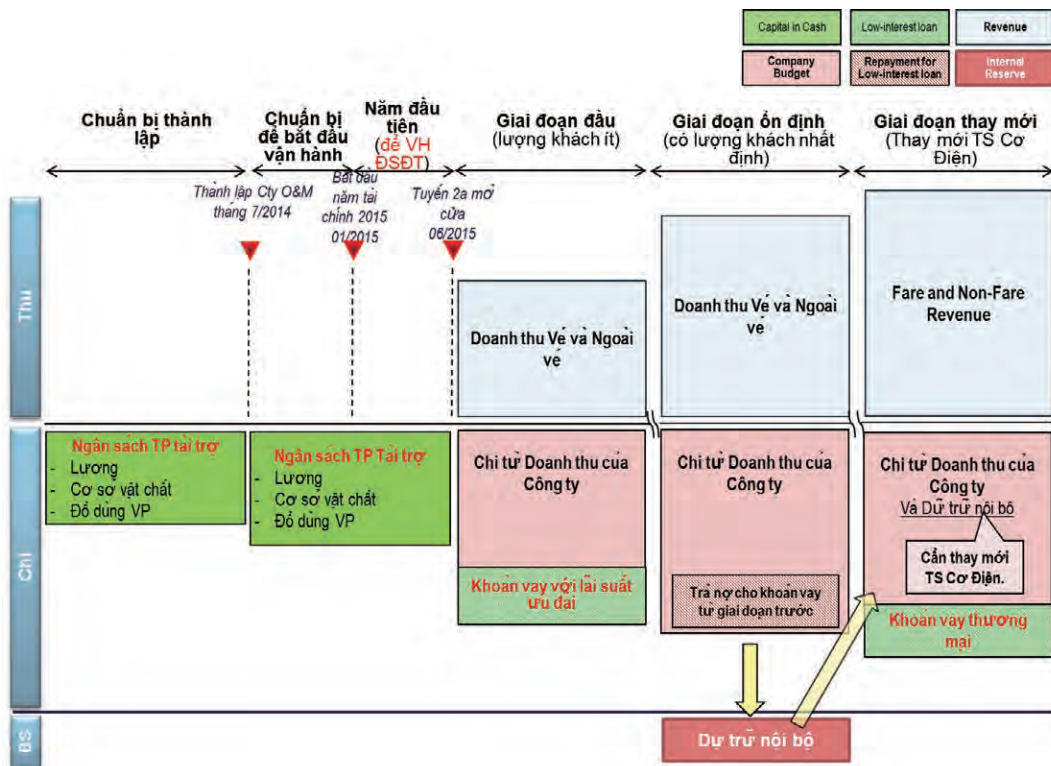 Capital in Cash
Low-interest loan
Revenue
Company
Budget
Repayment for
Low-interest loan
Internal
Reserve
Chuẩn bị thành
lập
Chuẩn bị
để bắt đầu
vận hành
Năm đầu
tiên
(để VH
ĐSĐT)
Giai đoạn đầu
(lượng khách ít)
Giai đoạn ổn định
(có lượng khách nhất
định)
Giai đoạn thay mới
(Thay mới TS Cơ
Điện)
Thành lập Cty O&M
tháng 7/2014
Bắt đầu
năm tài
chính 2015
01/2015
Tuyến 2a mở
cửa
06/2015
Thu
Doanh thu Vé và Ngoài
vé
Doanh thu Vé và Ngoài
vé
Fare and Non-Fare
Revenue
Chi
Ngân sách TP tài trợ
- Lương
- Cơ sở vật chất
- Đồ dùng VP
Ngân sách TP Tài trợ
- Lương
- Cơ sở vật chất
- Đồ dùng VP
Chi từ Doanh thu của
Công ty
Khoản vay với lãi suất
ưu đãi
Chi từ Doanh thu của
Công ty
Trả nợ cho khoản vay
từ giai đoạn trước
Chi từ Doanh thu của
Công ty
Và Dữ trữ nội bộ
Cần thay mới
TS Cơ Điện.
Khoản vay thương
mại
BS
Dự trữ nội bộ